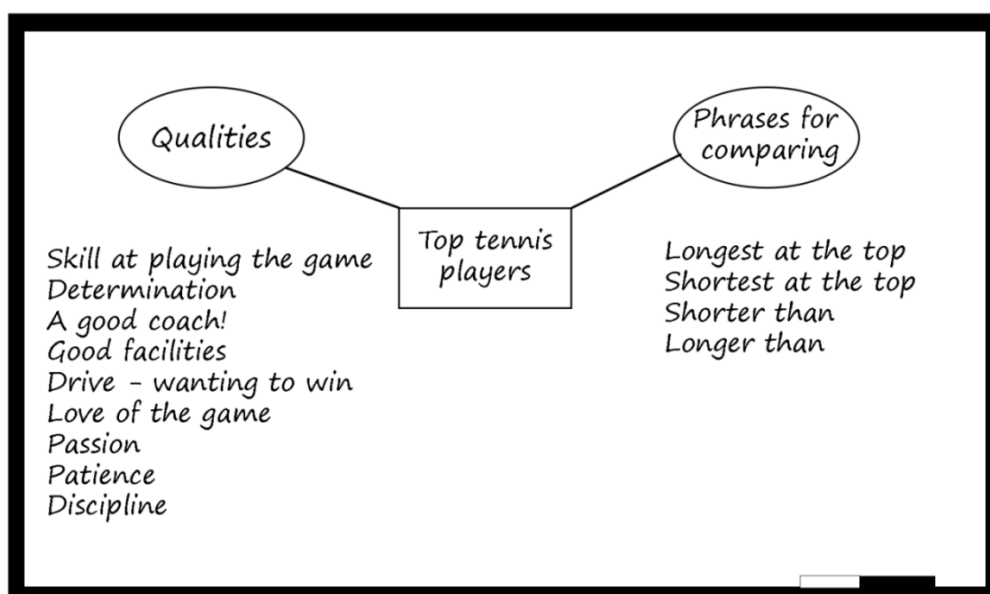 Qualities
Phrases for
comparing
Top tennis
players
Skill at playing the game
Determination
A good coach!
Good facilities
Drive - wanting to win
Love of the game
Passion
Patience
Discipline
Longest at the top
Shortest at the top
Shorter than
Longer than